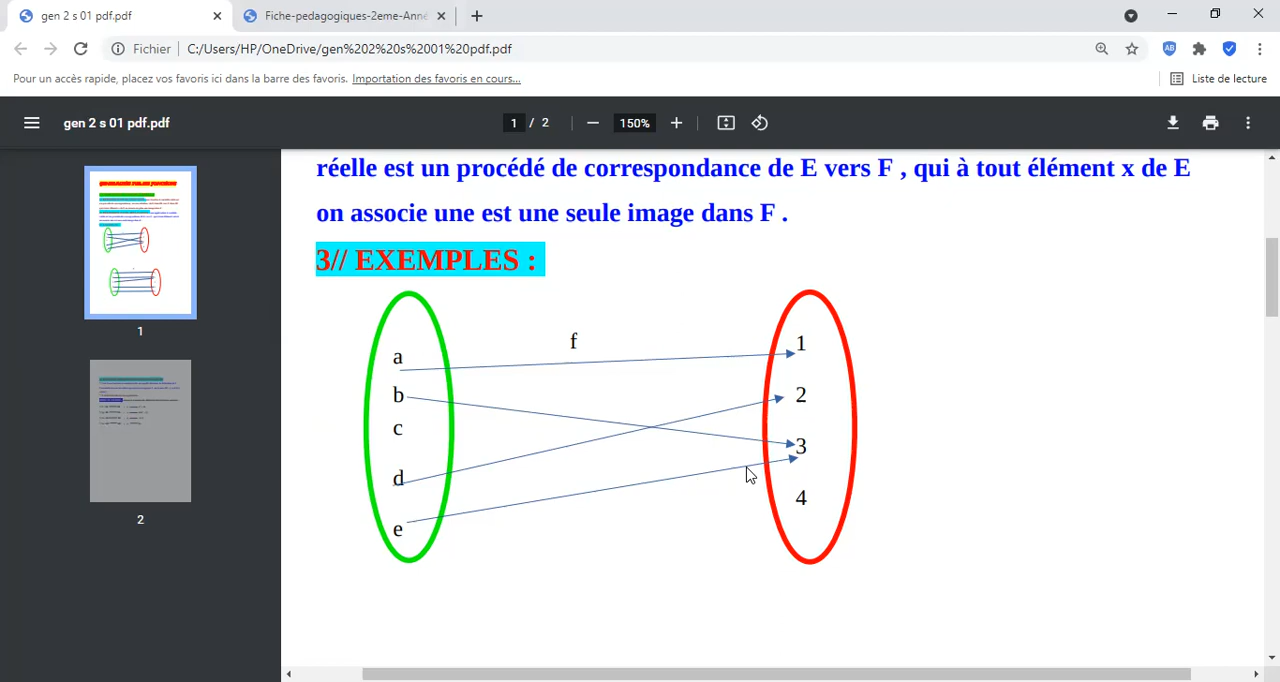 gen 2 s 01 pdf.pdf
Fiche-pedagogiques-2eme-Anné
Fichier
C:/Users/HP/OneDrive/gen%202%20s%2001%20pdf.pdf
AB
Pour un accès rapide, placez vos favoris ici dans la barre des favoris. Importation des favoris en cours...
Liste de lecture
gen 2 s 01 pdf.pdf
1 / 2
150%
réelle est un procédé de correspondance de E vers F , qui à tout élément x de E
on associe une est une seule image dans F .
3// EXEMPLES :
f
a
b
c
d
e
1
2
3
4
1
2